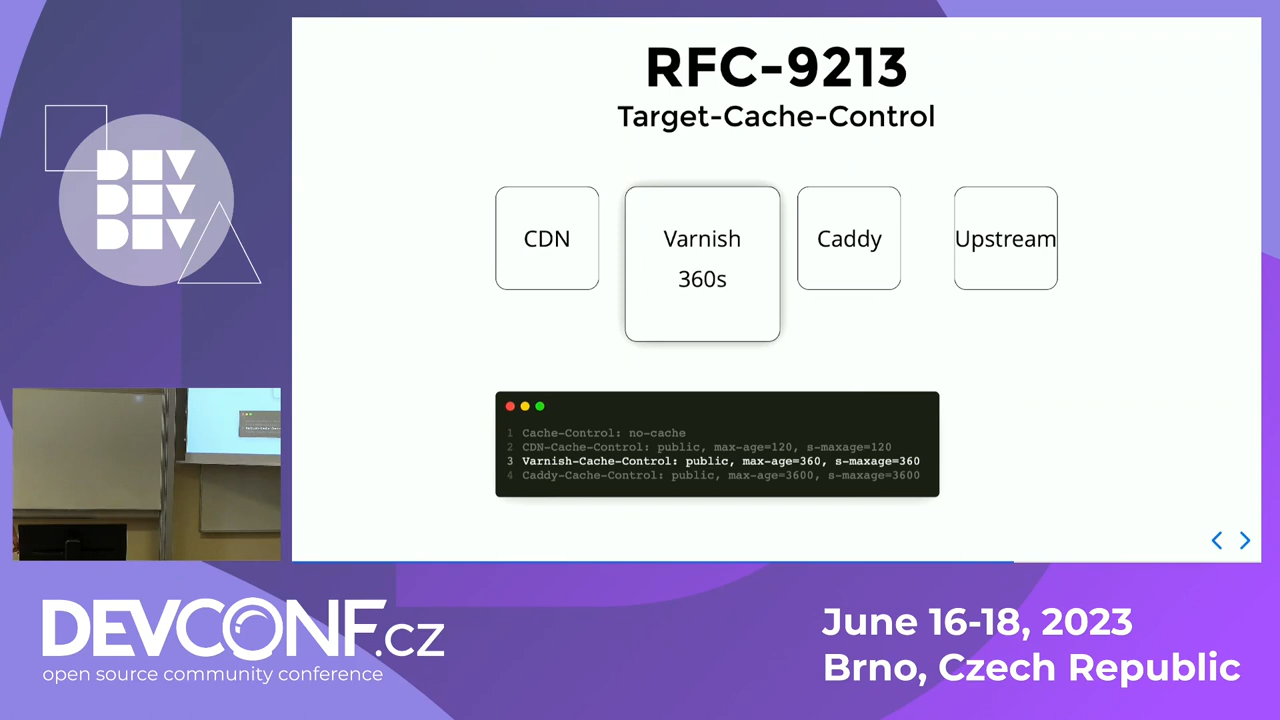 RFC-9213
Target-Cache-Control
CDN
Varnish
360s
Caddy
Upstream
1 Cache-Control: no-cache
2 CDN-Cache-Control: public, max-age=120, s-maxage=120
3 Varnish-Cache-Control: public, max-age=360, s-maxage=360
4 Caddy-Cache-Control: public, max-age=3600, s-maxage=3600
DEV
DEV
DEV
DEVCONF.cz
open source community conference
June 16-18, 2023
Brno, Czech Republic